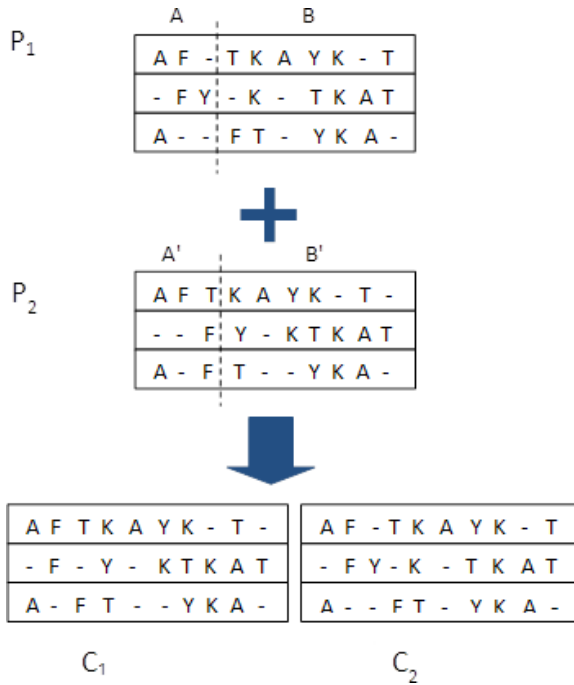 A B
P1
A F - T K A Y K - T
- F Y - K - T K A T
A - - F T - Y K A -
A' B'
P2
A F T K A Y K - T -
- - F Y - K T K A T
A - F T - - Y K A -
A F T K A Y K - T - A F - T K A Y K - T
- F - Y - K T K A T - F Y - K - T K A T
A - F T - - Y K A - A - - F T - Y K A -
C1 C2